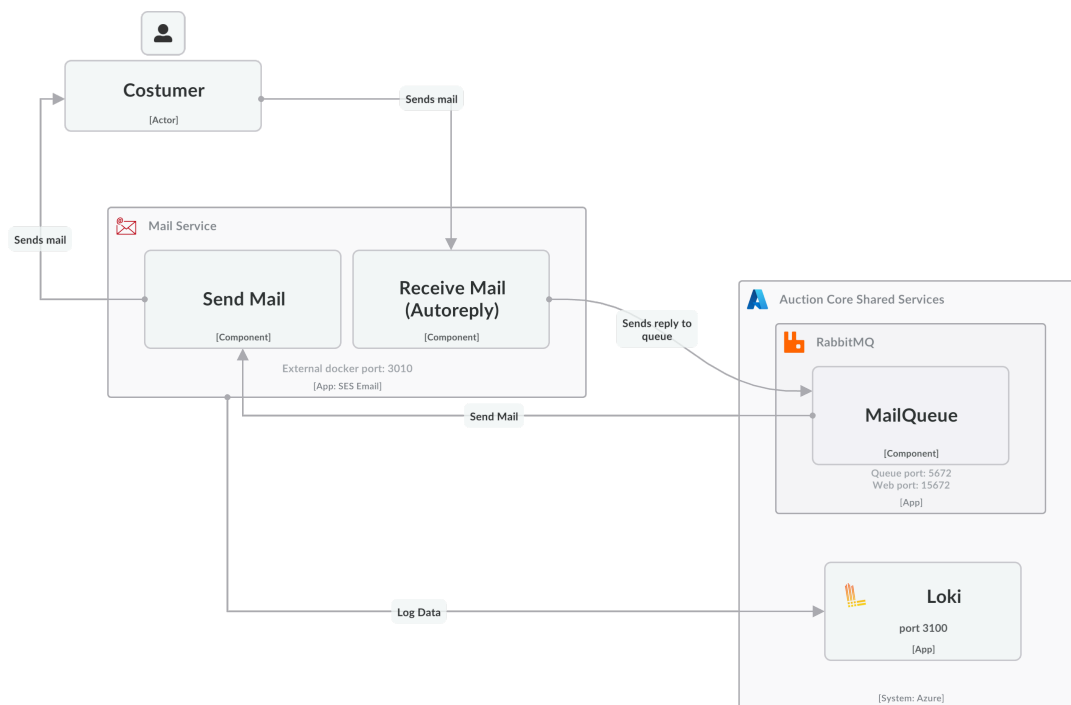 Costumer
[Actor]
Sends mail
Sends mail
Mail Service
Send Mail
[Component]
Receive Mail
(Autoreply)
[Component]
External docker port: 3010
[App: SES Email]
Sends reply to
queue
Send Mail
Log Data
Auction Core Shared Services
RabbitMQ
MailQueue
[Component]
Queue port: 5672
Web port: 15672
[App]
Loki
port 3100
[App]
[System: Azure]